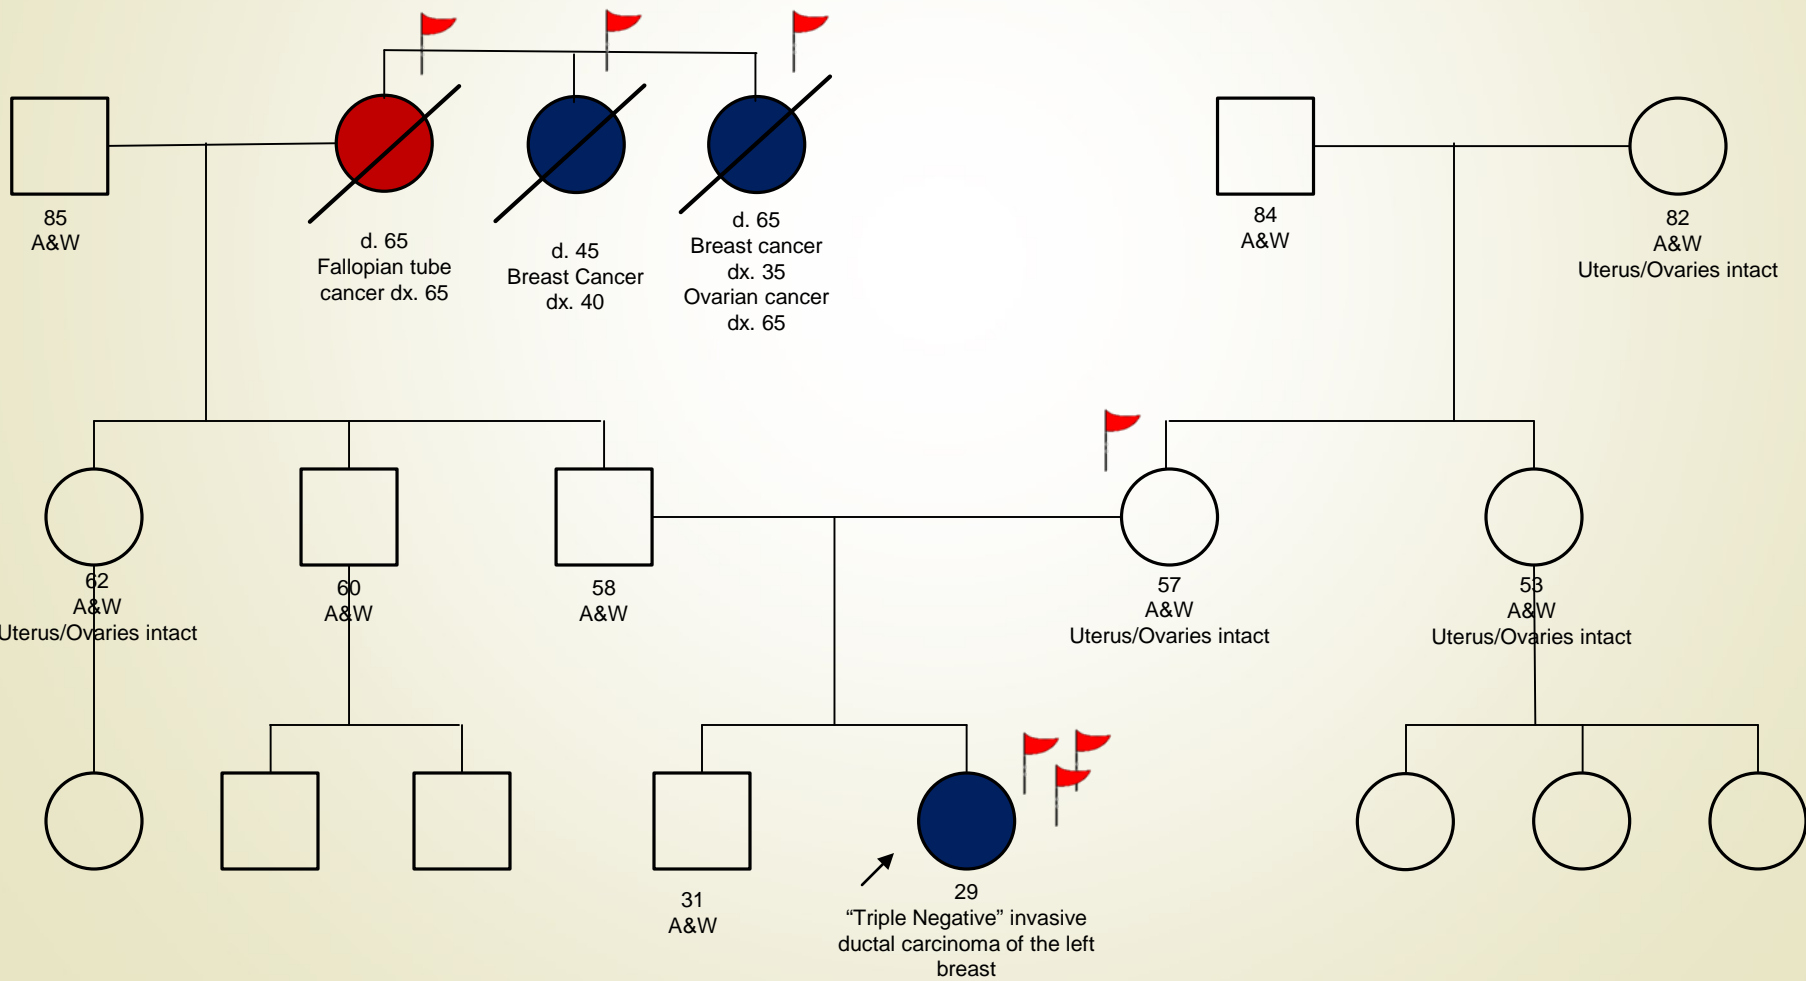 85
A&W
d. 65
Fallopian tube
cancer dx. 65
d. 45
Breast Cancer
dx. 40
d. 65
Breast cancer
dx. 35
Ovarian cancer
dx. 65
84
A&W
82
A&W
Uterus/Ovaries intact
62
A&W
Uterus/Ovaries intact
60
A&W
58
A&W
57
A&W
Uterus/Ovaries intact
53
A&W
Uterus/Ovaries intact
31
A&W
29
“Triple Negative” invasive
ductal carcinoma of the left
breast